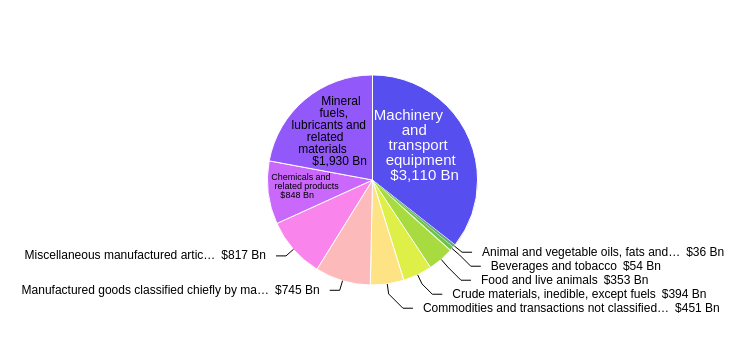 Mineral
fuels,
lubricants and
related
materials
$1,930 Bn
Machinery
and
transport
equipment
$3,110 Bn
Chemicals and
related products
$848 Bn
Miscellaneous manufactured artic… $817 Bn
Manufactured goods classified chiefly by ma… $745 Bn
Animal and vegetable oils, fats and… $36 Bn
Beverages and tobacco $54 Bn
Food and live animals $353 Bn
Crude materials, inedible, except fuels $394 Bn
Commodities and transactions not classified… $451 Bn